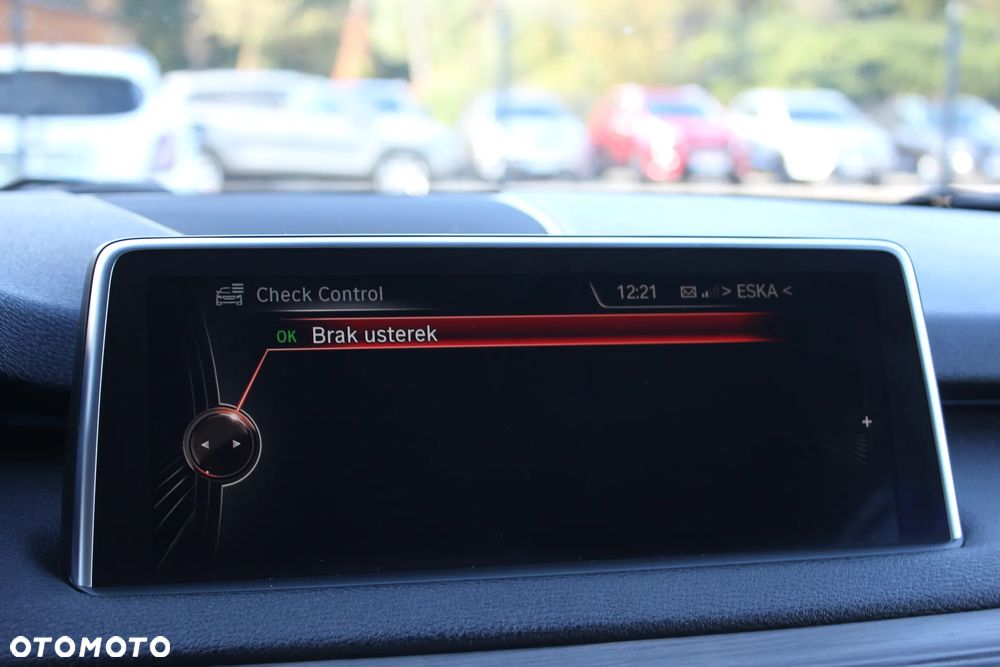 Check Control
12:21 > ESKA <
OK Brak usterek
OTOMOTO